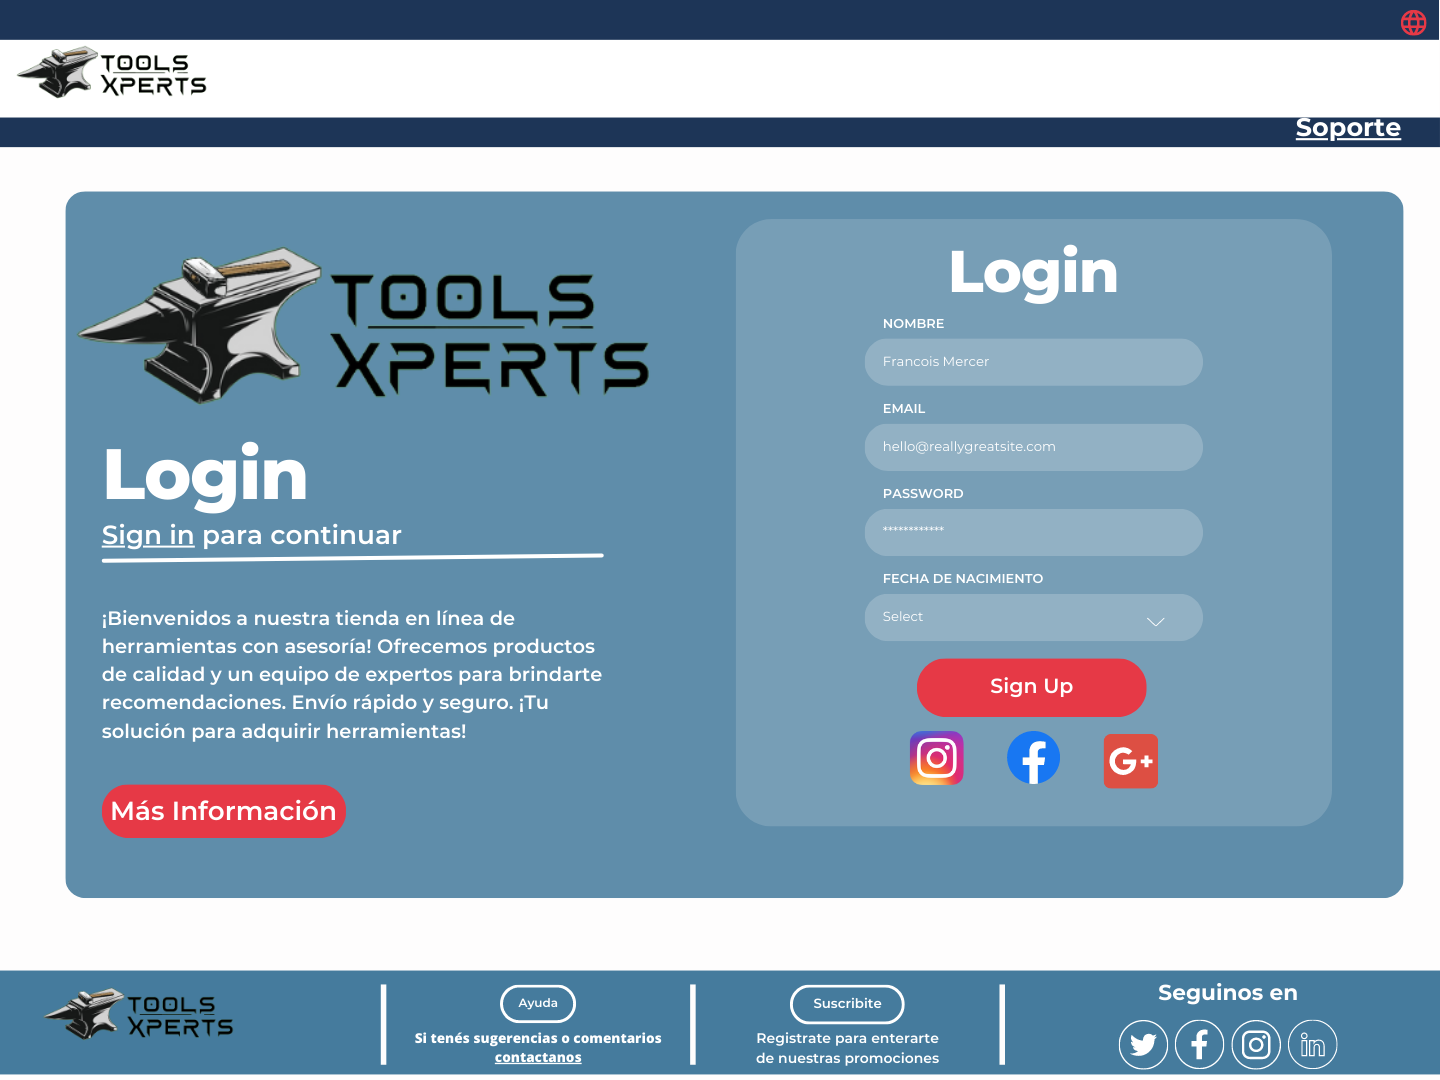 TOOLS
XPERTS
Soporte
TOOLS
XPERTS
Login
Sign in para continuar
¡Bienvenidos a nuestra tienda en línea de
herramientas con asesoría! Ofrecemos productos
de calidad y un equipo de expertos para brindarte
recomendaciones. Envío rápido y seguro. ¡Tu
solución para adquirir herramientas!
Más Información
Login
NOMBRE
Francois Mercer
EMAIL
hello@reallygreatsite.com
PASSWORD
************
FECHA DE NACIMIENTO
Select
Sign Up
G+
TOOLS
XPERTS
Ayuda
Si tenés sugerencias o comentarios
contactanos
Suscribite
Registrate para enterarte
de nuestras promociones
Seguinos en
in